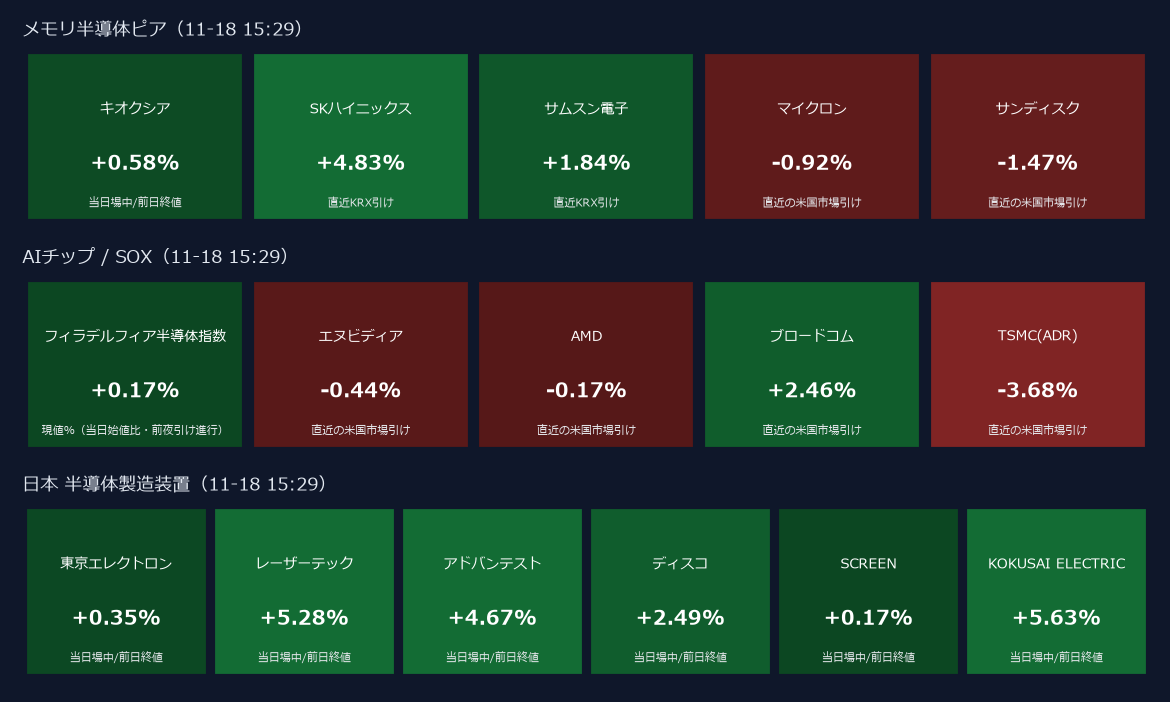 メモリ半導体ピア（11-18 15:29）
キオクシア
+0.58%
当日場中/前日終値
SKハイニックス
+4.83%
直近KRX引け
サムスン電子
+1.84%
直近KRX引け
マイクロン
-0.92%
直近の米国市場引け
サンディスク
-1.47%
直近の米国市場引け
AIチップ / SOX（11-18 15:29）
フィラデルフィア半導体指数
+0.17%
現値%（当日始値比・前夜引け進行）
エヌビディア
-0.44%
直近の米国市場引け
AMD
-0.17%
直近の米国市場引け
ブロードコム
+2.46%
直近の米国市場引け
TSMC(ADR)
-3.68%
直近の米国市場引け
日本 半導体製造装置（11-18 15:29）
東京エレクトロン
+0.35%
当日場中/前日終値
レーザーテック
+5.28%
当日場中/前日終値
アドバンテスト
+4.67%
当日場中/前日終値
ディスコ
+2.49%
当日場中/前日終値
SCREEN
+0.17%
当日場中/前日終値
KOKUSAI ELECTRIC
+5.63%
当日場中/前日終値